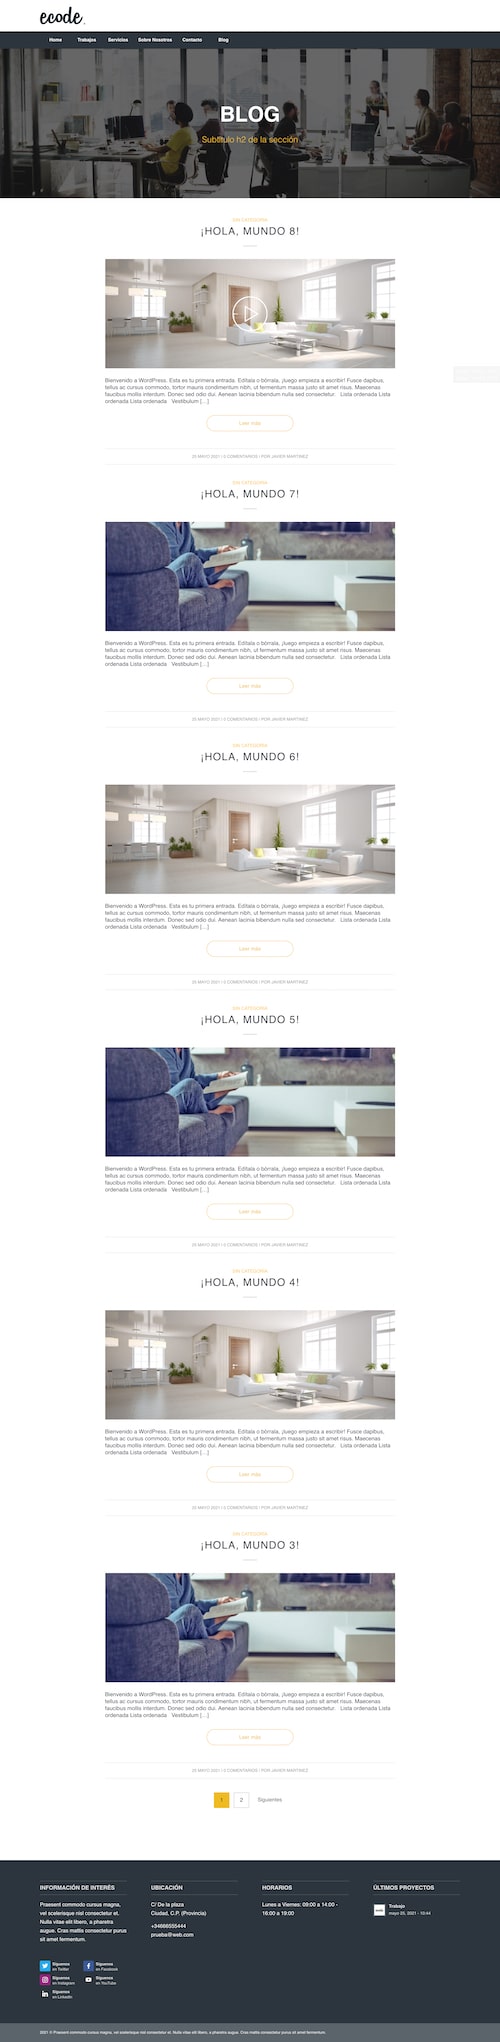 ecode.
Home Trabajos Servicios Sobre Nosotros Contacto Blog
BLOG
Subtítulo h2 de la sección
SIN CATEGORÍA
¡HOLA, MUNDO 8!
Bienvenido a WordPress. Esta es tu primera entrada. Edítala o bórrala, ¡luego empieza a escribir! Fusce dapibus,
tellus ac cursus commodo, tortor mauris condimentum nibh, ut fermentum massa justo sit amet risus. Maecenas
faucibus mollis interdum. Donec sed odio dui. Aenean lacinia bibendum nulla sed consectetur. Lista ordenada Lista
ordenada Lista ordenada Vestibulum [...]
Leer más
25 MAYO 2021 / 0 COMENTARIOS / POR JAVIER MARTINEZ
SIN CATEGORÍA
¡HOLA, MUNDO 7!
Bienvenido a WordPress. Esta es tu primera entrada. Edítala o bórrala, ¡luego empieza a escribir! Fusce dapibus,
tellus ac cursus commodo, tortor mauris condimentum nibh, ut fermentum massa justo sit amet risus. Maecenas
faucibus mollis interdum. Donec sed odio dui. Aenean lacinia bibendum nulla sed consectetur. Lista ordenada Lista
ordenada Lista ordenada Vestibulum [...]
Leer más
25 MAYO 2021 / 0 COMENTARIOS / POR JAVIER MARTINEZ
SIN CATEGORÍA
¡HOLA, MUNDO 6!
Bienvenido a WordPress. Esta es tu primera entrada. Edítala o bórrala, ¡luego empieza a escribir! Fusce dapibus,
tellus ac cursus commodo, tortor mauris condimentum nibh, ut fermentum massa justo sit amet risus. Maecenas
faucibus mollis interdum. Donec sed odio dui. Aenean lacinia bibendum nulla sed consectetur. Lista ordenada Lista
ordenada Lista ordenada Vestibulum [...]
Leer más
25 MAYO 2021 / 0 COMENTARIOS / POR JAVIER MARTINEZ
SIN CATEGORÍA
¡HOLA, MUNDO 5!
Bienvenido a WordPress. Esta es tu primera entrada. Edítala o bórrala, ¡luego empieza a escribir! Fusce dapibus,
tellus ac cursus commodo, tortor mauris condimentum nibh, ut fermentum massa justo sit amet risus. Maecenas
faucibus mollis interdum. Donec sed odio dui. Aenean lacinia bibendum nulla sed consectetur. Lista ordenada Lista
ordenada Lista ordenada Vestibulum [...]
Leer más
25 MAYO 2021 / 0 COMENTARIOS / POR JAVIER MARTINEZ
SIN CATEGORÍA
¡HOLA, MUNDO 4!
Bienvenido a WordPress. Esta es tu primera entrada. Edítala o bórrala, ¡luego empieza a escribir! Fusce dapibus,
tellus ac cursus commodo, tortor mauris condimentum nibh, ut fermentum massa justo sit amet risus. Maecenas
faucibus mollis interdum. Donec sed odio dui. Aenean lacinia bibendum nulla sed consectetur. Lista ordenada Lista
ordenada Lista ordenada Vestibulum [...]
Leer más
25 MAYO 2021 / 0 COMENTARIOS / POR JAVIER MARTINEZ
SIN CATEGORÍA
¡HOLA, MUNDO 3!
Bienvenido a WordPress. Esta es tu primera entrada. Edítala o bórrala, ¡luego empieza a escribir! Fusce dapibus,
tellus ac cursus commodo, tortor mauris condimentum nibh, ut fermentum massa justo sit amet risus. Maecenas
faucibus mollis interdum. Donec sed odio dui. Aenean lacinia bibendum nulla sed consectetur. Lista ordenada Lista
ordenada Lista ordenada Vestibulum [...]
Leer más
25 MAYO 2021 / 0 COMENTARIOS / POR JAVIER MARTINEZ
1 2 Siguientes
INFORMACIÓN DE INTERÉS
Praesent commodo cursus magna,
vel scelerisque nisl consectetur et.
Nulla vitae elit libero, a pharetra
augue. Cras mattis consectetur purus
sit amet fermentum.
Síguenos
en Twitter
Síguenos
en Facebook
Síguenos
en Instagram
Síguenos
en YouTube
Síguenos
en LinkedIn
UBICACIÓN
C/ De la plaza
Ciudad, C.P. (Provincia)
+34666555444
prueba@web.com
HORARIOS
Lunes a Viernes: 09:00 a 14:00 -
16:00 a 19:00
ÚLTIMOS PROYECTOS
Trabajo
mayo 25, 2021 - 10:44
2021 © Praesent commodo cursus magna, vel scelerisque nisl consectetur et. Nulla vitae elit libero, a pharetra augue. Cras mattis consectetur purus sit amet fermentum.